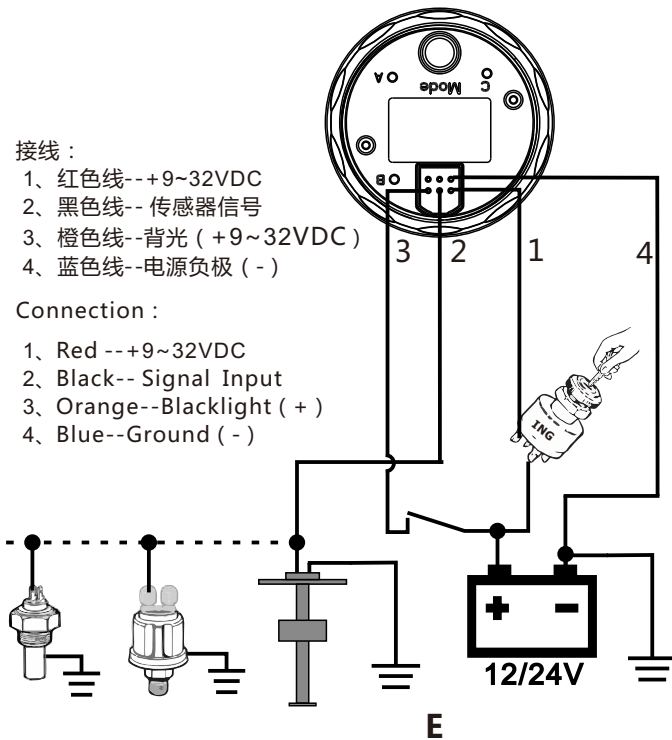 A
Mode
C
B
接线：
1、红色线--+9~32VDC
2、黑色线-- 传感器信号
3、橙色线--背光（+9~32VDC）
4、蓝色线--电源负极（-）
3 2 1 4
Connection：
1、Red --+9~32VDC
2、Black-- Signal Input
3、Orange--Blacklight（+）
4、Blue--Ground（-）
ING
+ −
12/24V
E